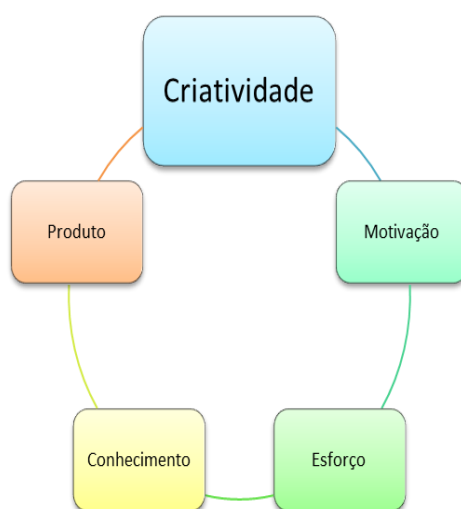 Criatividade
Produto
Motivação
Conhecimento
Esforço